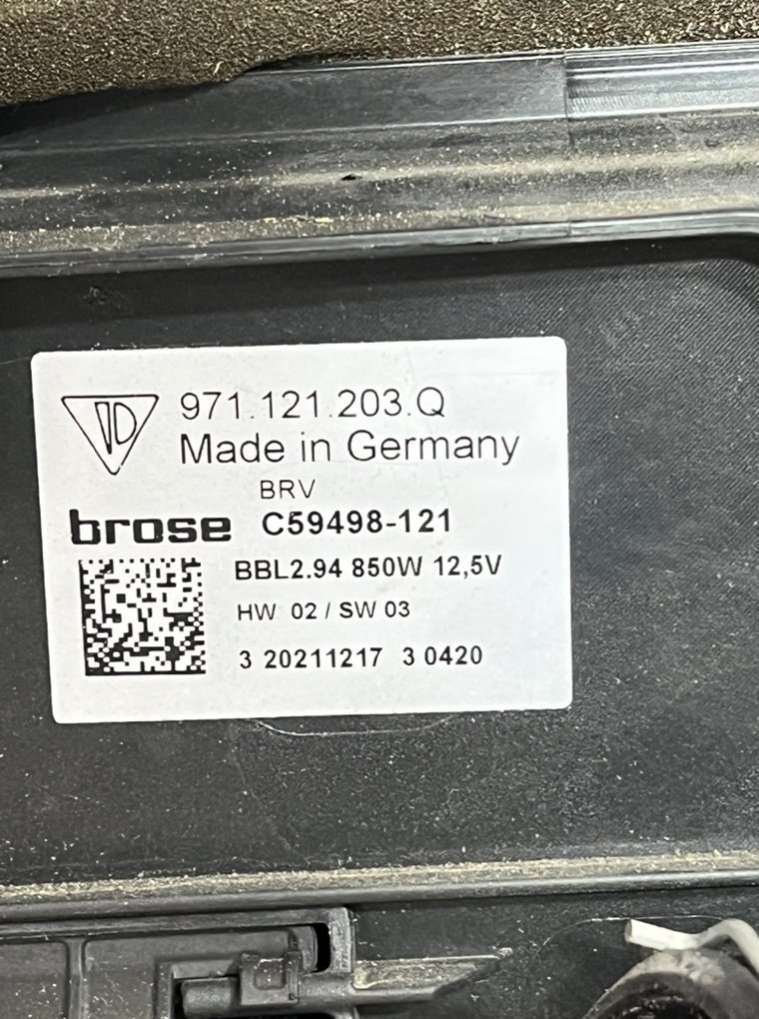 971.121.203.Q
Made in Germany
BRV
brose C59498-121
BBL2.94 850W 12,5V
HW 02 / SW 03
3 20211217 3 0420